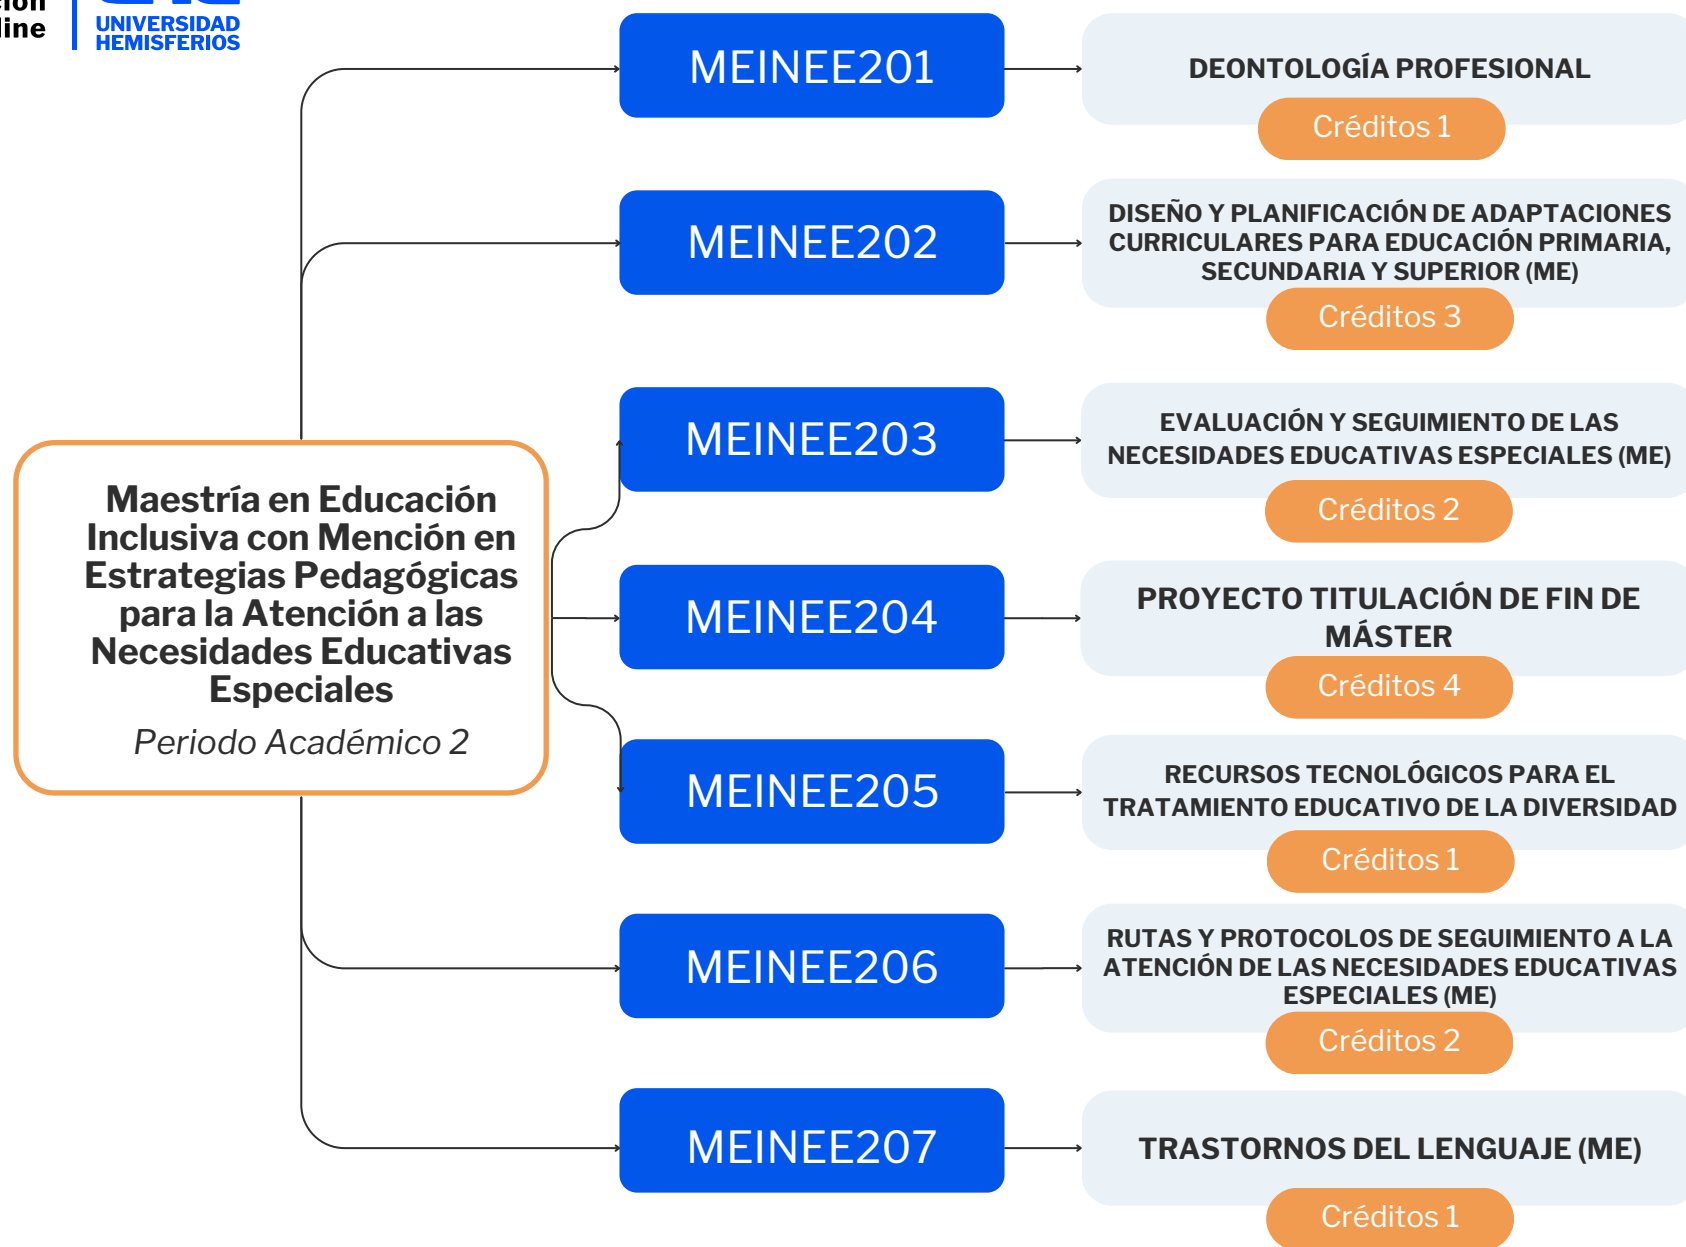 UNIVERSIDAD
HEMISFERIOS
MEINEE201
DEONTOLOGÍA PROFESIONAL
Créditos 1
MEINEE202
DISEÑO Y PLANIFICACIÓN DE ADAPTACIONES
CURRICULARES PARA EDUCACIÓN PRIMARIA,
SECUNDARIA Y SUPERIOR (ME)
Créditos 3
MEINEE203
EVALUACIÓN Y SEGUIMIENTO DE LAS
NECESIDADES EDUCATIVAS ESPECIALES (ME)
Créditos 2
Maestría en Educación
Inclusiva con Mención en
Estrategias Pedagógicas
para la Atención a las
Necesidades Educativas
Especiales
Periodo Académico 2
MEINEE204
PROYECTO TITULACIÓN DE FIN DE
MÁSTER
Créditos 4
MEINEE205
RECURSOS TECNOLÓGICOS PARA EL
TRATAMIENTO EDUCATIVO DE LA DIVERSIDAD
Créditos 1
MEINEE206
RUTAS Y PROTOCOLOS DE SEGUIMIENTO A LA
ATENCIÓN DE LAS NECESIDADES EDUCATIVAS
ESPECIALES (ME)
Créditos 2
MEINEE207
TRASTORNOS DEL LENGUAJE (ME)
Créditos 1